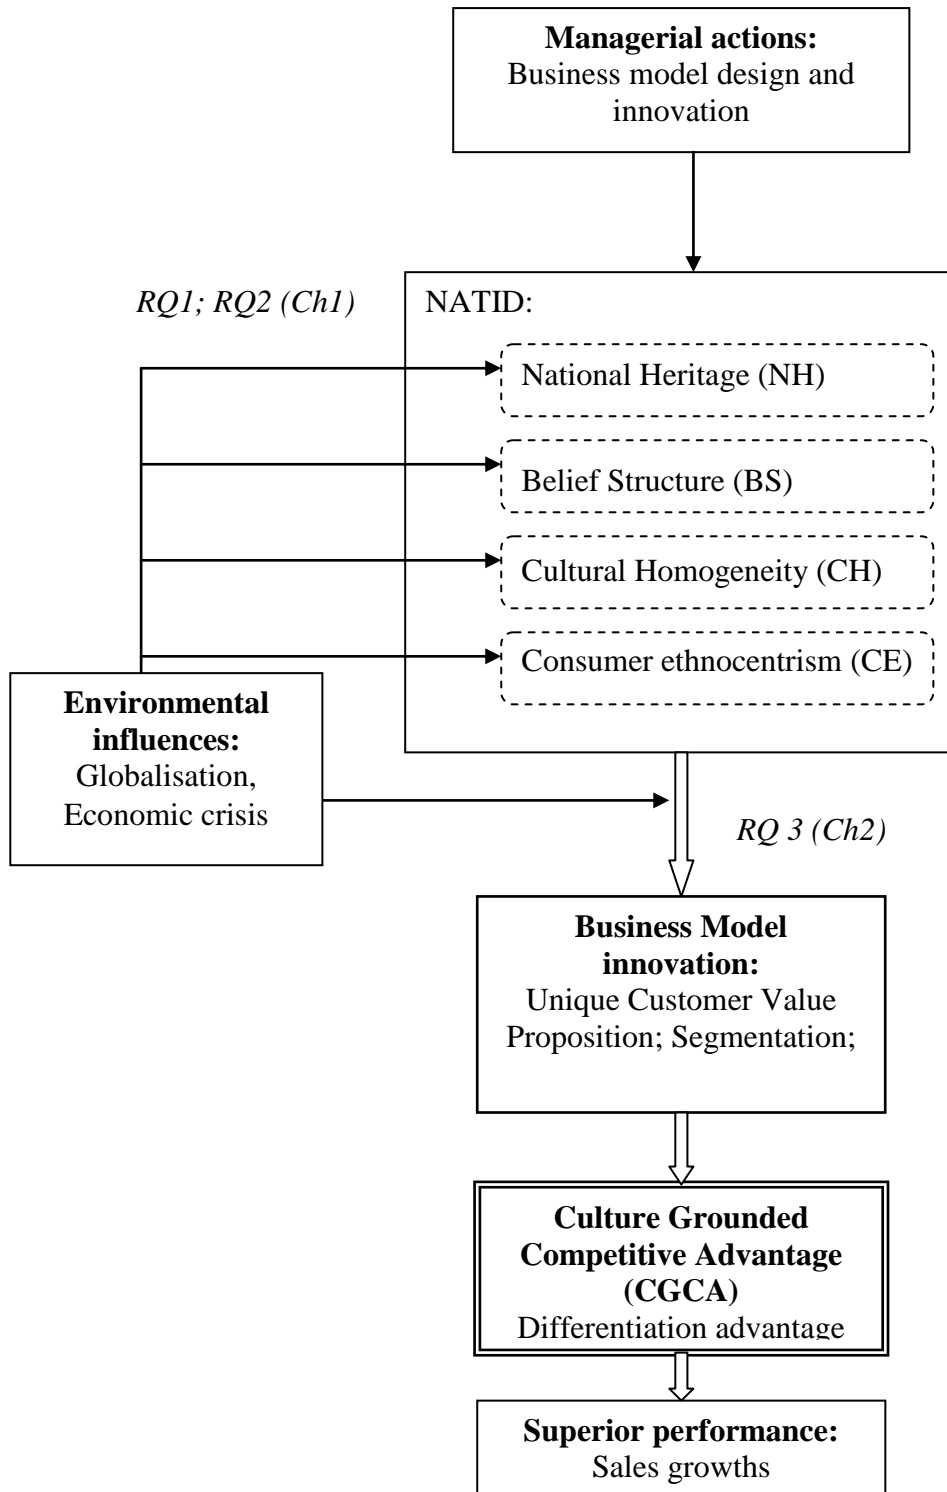 Managerial actions:
Business model design and
innovation
RQ1; RQ2 (Ch1)
NATID:
National Heritage (NH)
Belief Structure (BS)
Cultural Homogeneity (CH)
Consumer ethnocentrism (CE)
Environmental
influences:
Globalisation,
Economic crisis
RQ 3 (Ch2)
Business Model
innovation:
Unique Customer Value
Proposition; Segmentation;
Culture Grounded
Competitive Advantage
(CGCA)
Differentiation advantage
Superior performance:
Sales growths